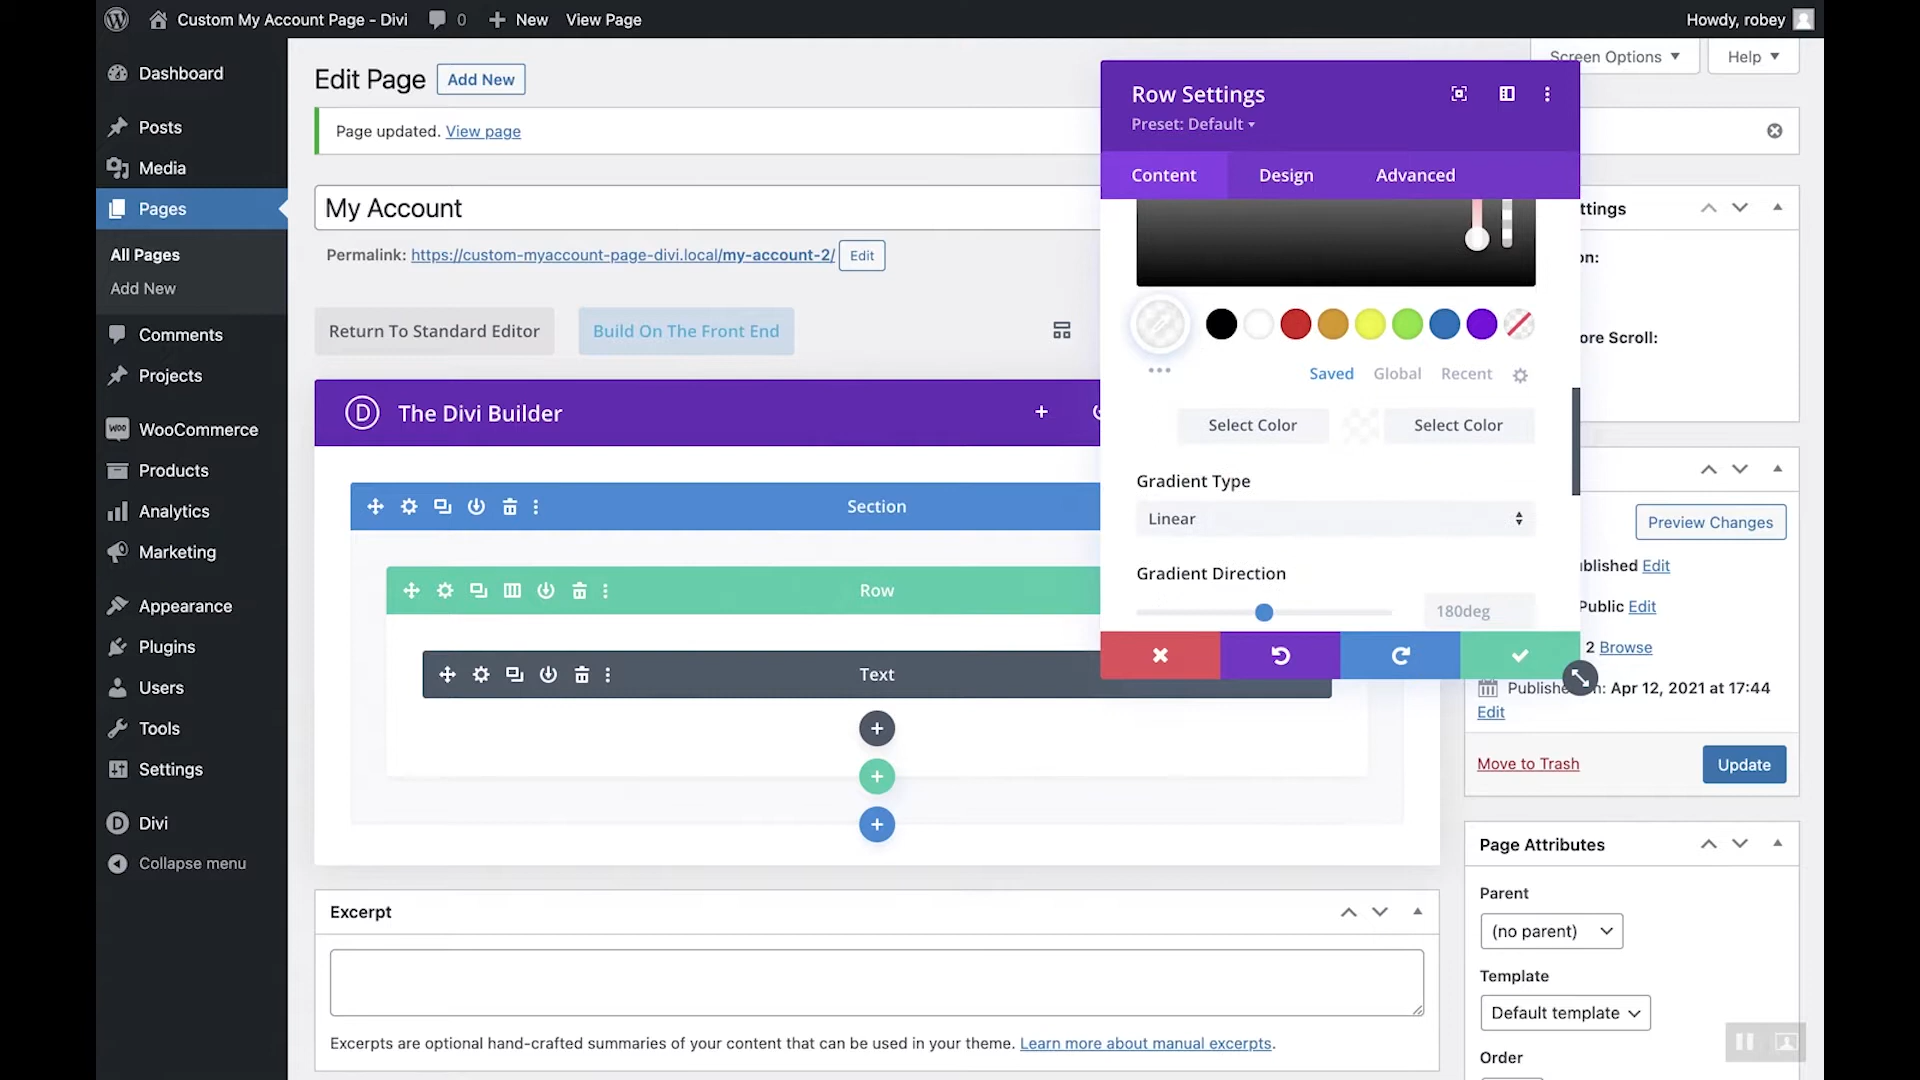 Custom My Account Page - Divi 0 New View Page Howdy, robey
Screen Options Help
Dashboard
Posts
Media
Pages
All Pages
Add New
Comments
Projects
WooCommerce
Products
Analytics
Marketing
Appearance
Plugins
Users
Tools
Settings
Divi
Collapse menu
Edit Page Add New
Page updated. View page
My Account
Permalink: https://custom-myaccount-page-divi.local/my-account-2/ Edit
Return To Standard Editor Build On The Front End
D The Divi Builder
Section
Row
Text
Excerpt
Excerpts are optional hand-crafted summaries of your content that can be used in your theme. Learn more about manual excerpts.
Row Settings
Preset: Default
Content Design Advanced
Saved Global Recent
Select Color Select Color
Gradient Type
Linear
Gradient Direction
180deg
ttings
on:
ore Scroll:
Preview Changes
blished Edit
Public Edit
2 Browse
Publishe n: Apr 12, 2021 at 17:44
Edit
Move to Trash Update
Page Attributes
Parent
(no parent)
Template
Default template
Order